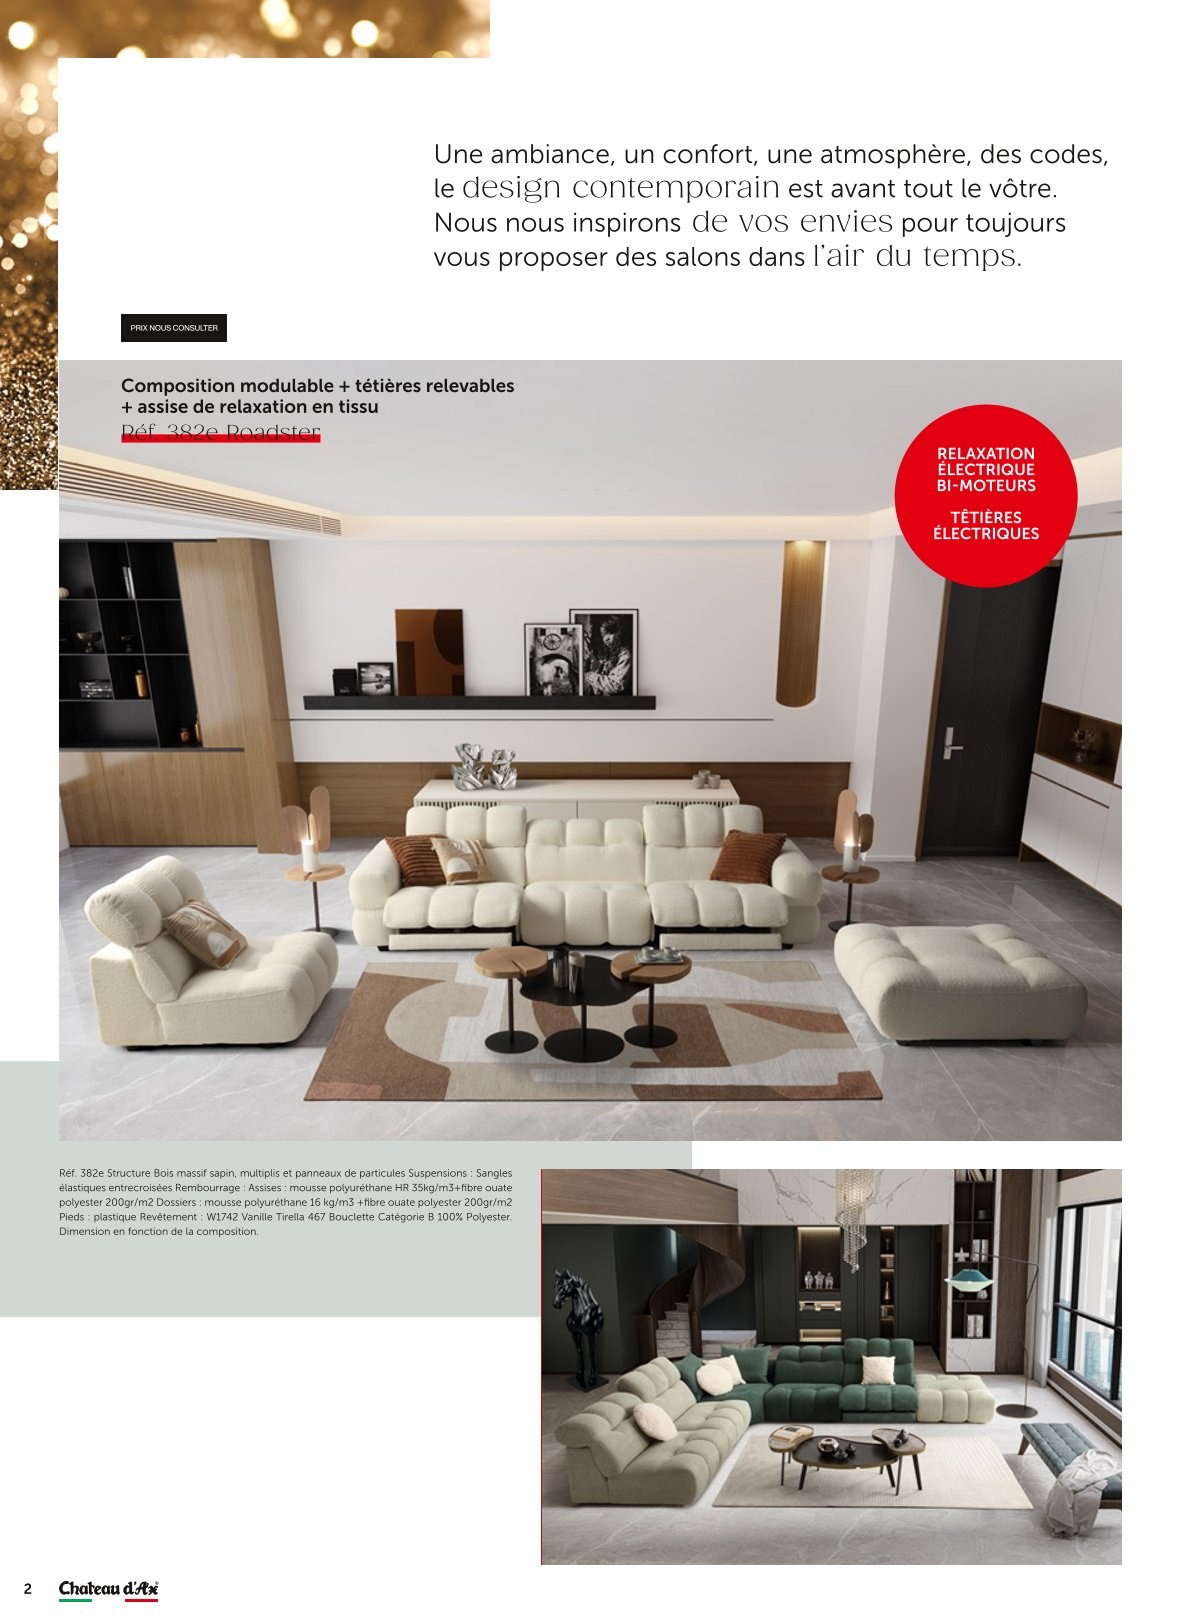 Une ambiance, un confort, une atmosphère, des codes,
le design contemporain est avant tout le vôtre.
Nous nous inspirons de vos envies pour toujours
vous proposer des salons dans l'air du temps.
PRIX NOUS CONSULTER
Composition modulable + tétières relevables
+ assise de relaxation en tissu
Réf. 382e Roadster
RELAXATION
ÉLECTRIQUE
BI-MOTEURS
TÊTIÈRES
ÉLECTRIQUES
Réf. 382e Structure Bois massif sapin, multiplis et panneaux de particules Suspensions : Sangles
élastiques entrecroisées Rembourrage : Assises : mousse polyuréthane HR 35kg/m3+fibre ouate
polyester 200gr/m2 Dossiers : mousse polyuréthane 16 kg/m3 +fibre ouate polyester 200gr/m2
Pieds : plastique Revêtement : W1742 Vanille Tirella 467 Bouclette Catégorie B 100% Polyester.
Dimension en fonction de la composition.
2
Chateau d'Ax